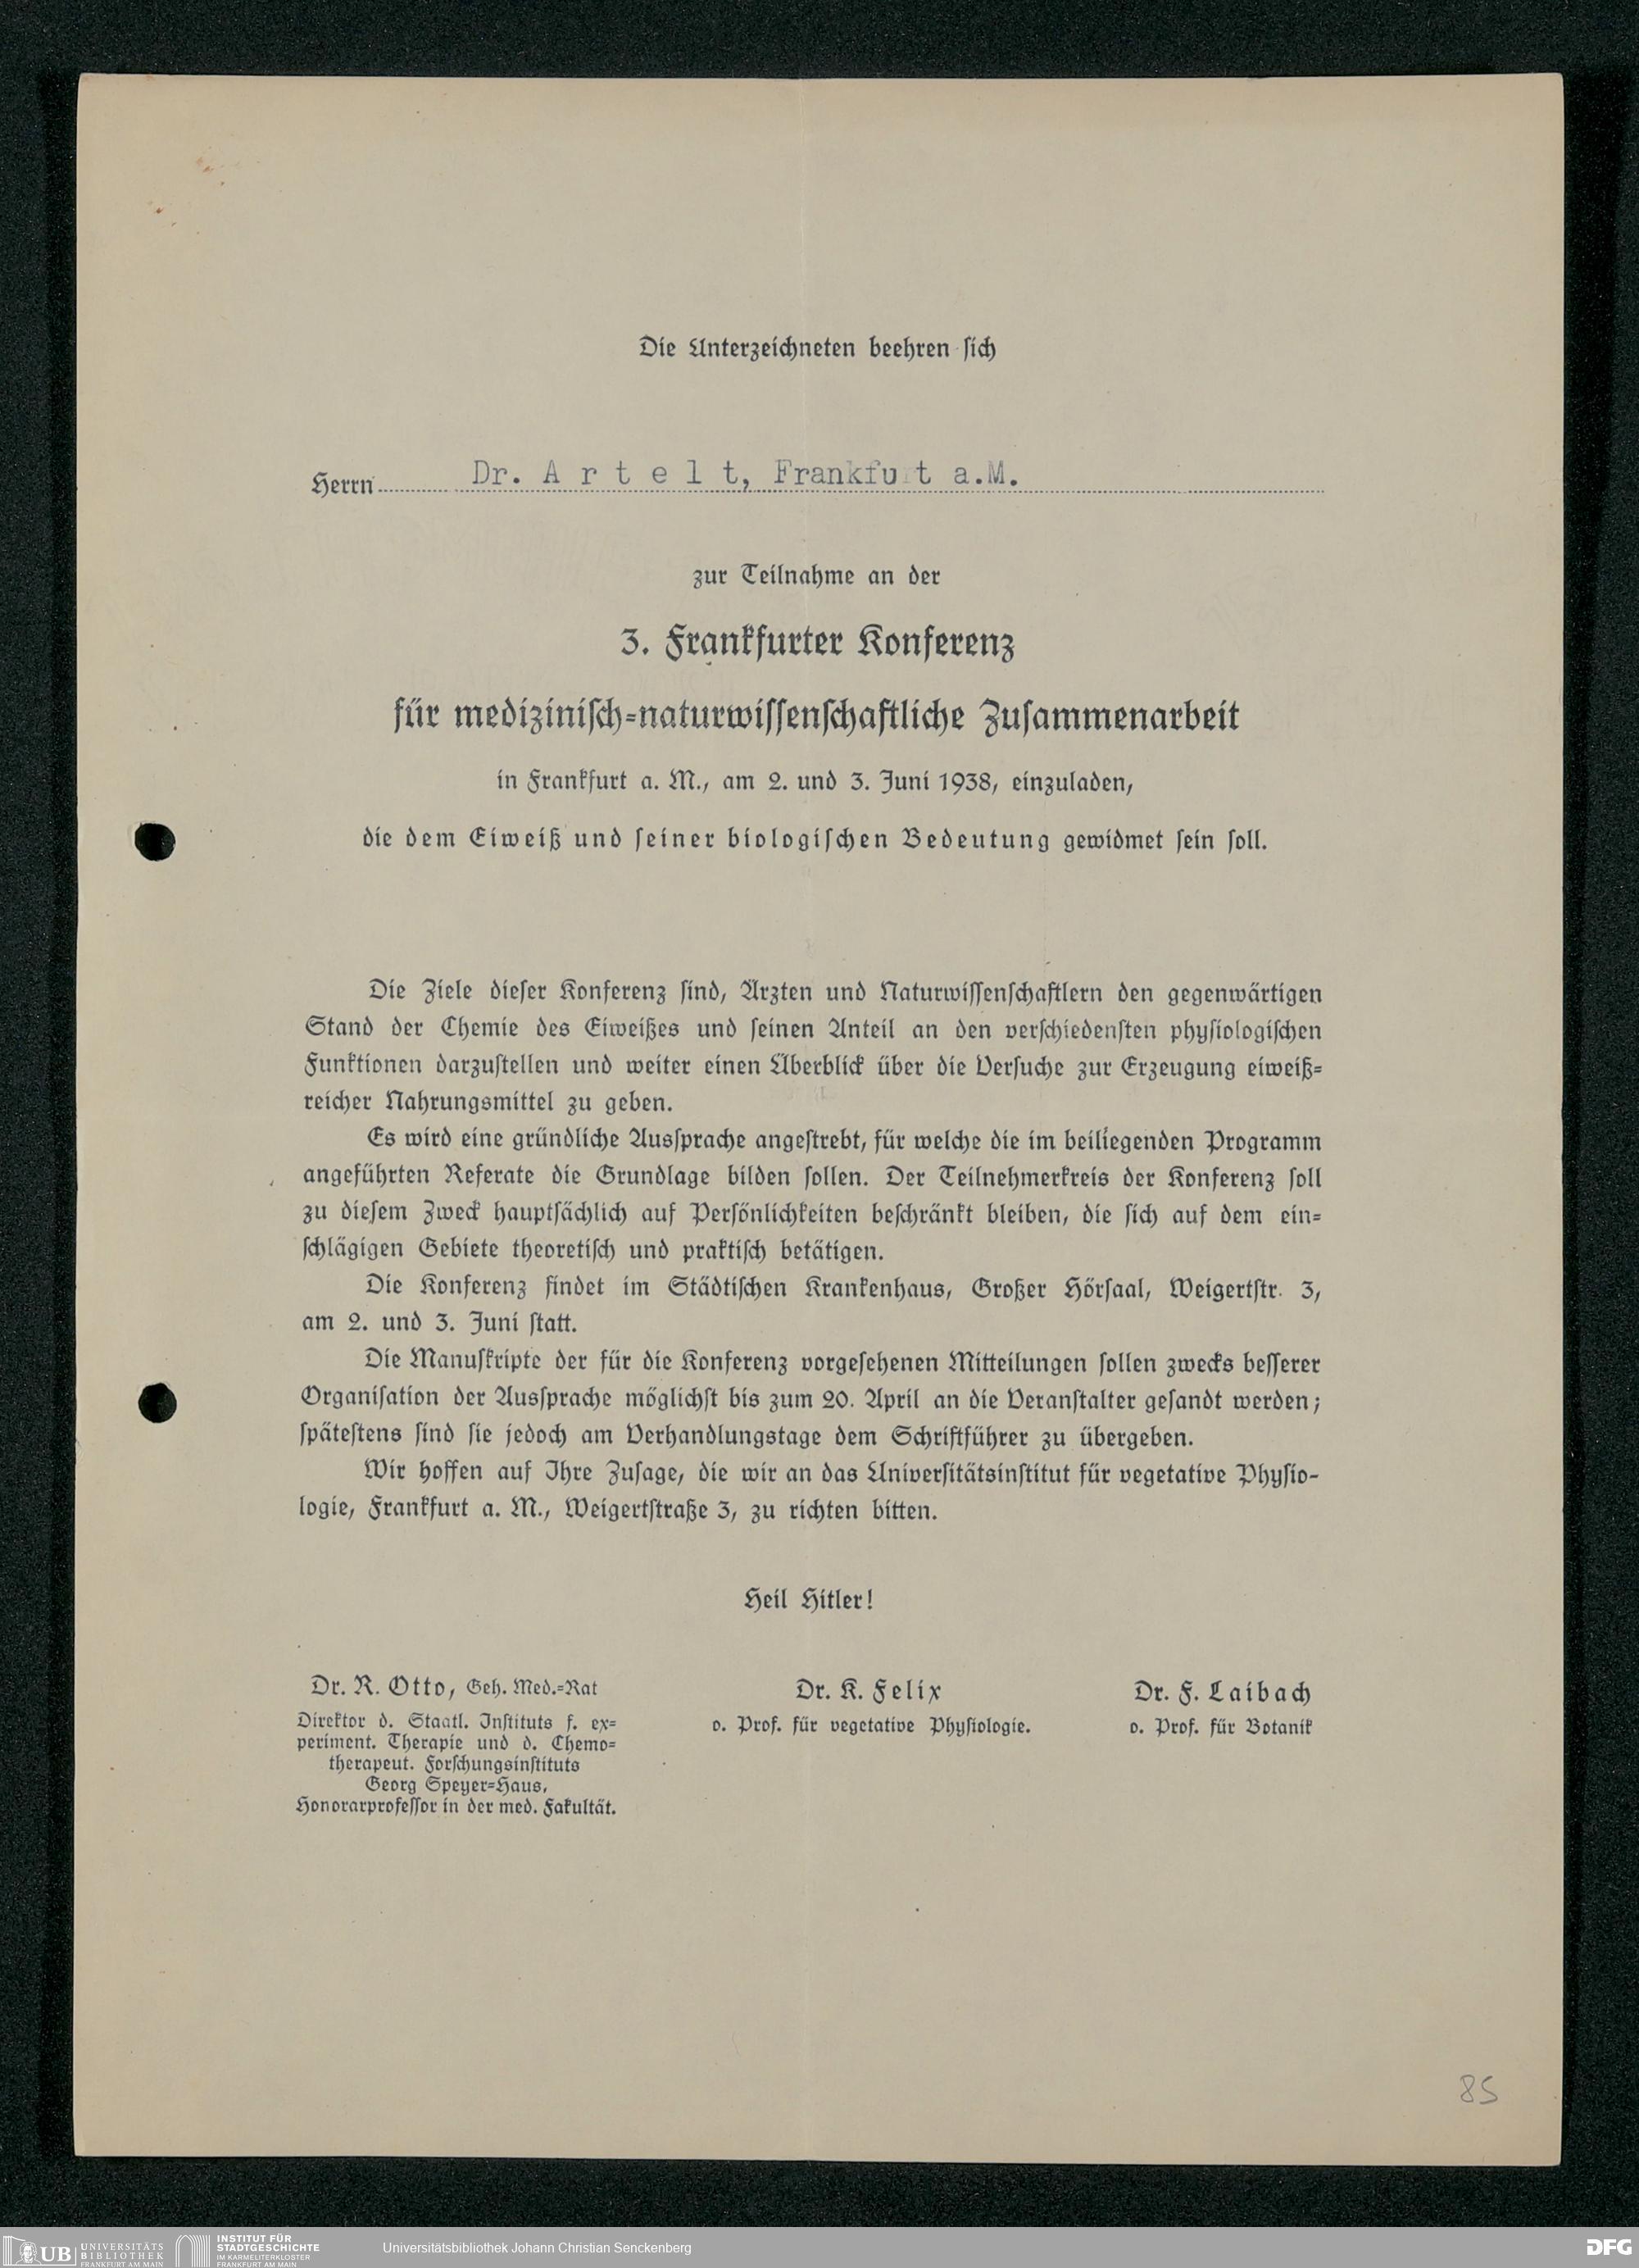 Die Unterzeichneten beehren sich
Herrn Dr. A r t e l t, Frankfu t a.M.
zur Teilnahme an der
3. Frankfurter Konferenz
für medizinisch-naturwissenschaftliche Zusammenarbeit
in Frankfurt a. M., am 2. und 3. Juni 1938, einzuladen,
die dem Eiweiß und seiner biologischen Bedeutung gewidmet sein soll.
Die Ziele dieser Konferenz sind, Ärzten und Naturwissenschaftlern den gegenwärtigen
Stand der Chemie des Eiweißes und seinen Anteil an den verschiedensten physiologischen
Funktionen darzustellen und weiter einen Überblick über die Versuche zur Erzeugung eiweiß-
reicher Nahrungsmittel zu geben.
Es wird eine gründliche Aussprache angestrebt, für welche die im beiliegenden Programm
angeführten Referate die Grundlage bilden sollen. Der Teilnehmerkreis der Konferenz soll
zu diesem Zweck hauptsächlich auf Persönlichkeiten beschränkt bleiben, die sich auf dem ein-
schlägigen Gebiete theoretisch und praktisch betätigen.
Die Konferenz findet im Städtischen Krankenhaus, Großer Hörsaal, Weigertstr. 3,
am 2. und 3. Juni statt.
Die Manuskripte der für die Konferenz vorgesehenen Mitteilungen sollen zwecks besserer
Organisation der Aussprache möglichst bis zum 20. April an die Veranstalter gesandt werden;
spätestens sind sie jedoch am Verhandlungstage dem Schriftführer zu übergeben.
Wir hoffen auf Ihre Zusage, die wir an das Universitätsinstitut für vegetative Physio-
logie, Frankfurt a. M., Weigertstraße 3, zu richten bitten.
Heil Hitler!
Dr. R. Otto, Geh. Med.-Rat
Direktor d. Staatl. Instituts f. ex-
periment. Therapie und d. Chemo-
therapeut. Forschungsinstituts
Georg Speyer-Haus,
Honorarprofessor in der med. Fakultät.
Dr. K. Felix
o. Prof. für vegetative Physiologie.
Dr. F. Laibach
o. Prof. für Botanik
85
UB UNIVERSITÄTS
BIBLIOTHEK
FRANKFURT AM MAIN
INSTITUT FÜR
STADTGESCHICHTE
IM KARMELITERKLOSTER
FRANKFURT AM MAIN
Universitätsbibliothek Johann Christian Senckenberg
DFG